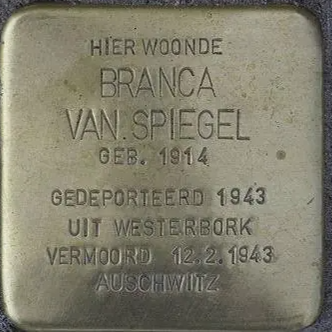 HIER WOONDE
BRANCA
VAN SPIEGEL
GEB. 1914
GEDEPORTEERD 1943
UIT WESTERBORK
VERMOORD 12.2.1943
AUSCHWITZ